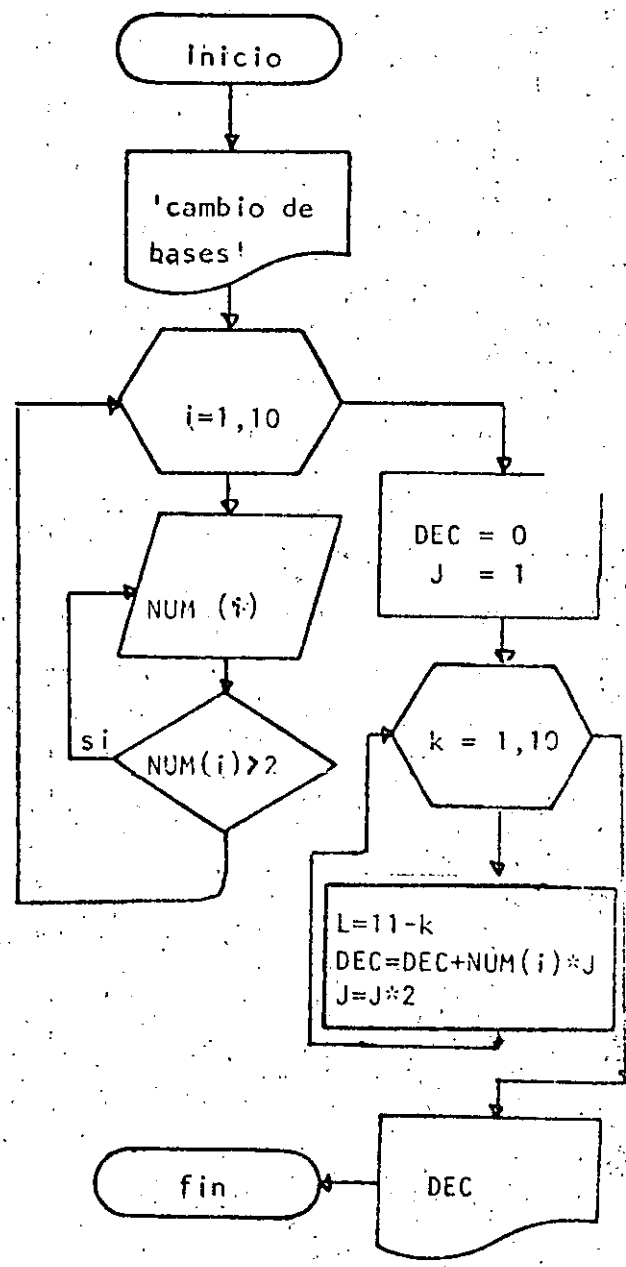 inicio
'cambio de
bases'
i=1,10
NUM (i)
si
NUM(i)>2
DEC = 0
J = 1
k = 1,10
L=11-k
DEC=DEC+NUM(i)*J
J=J*2
DEC
fin